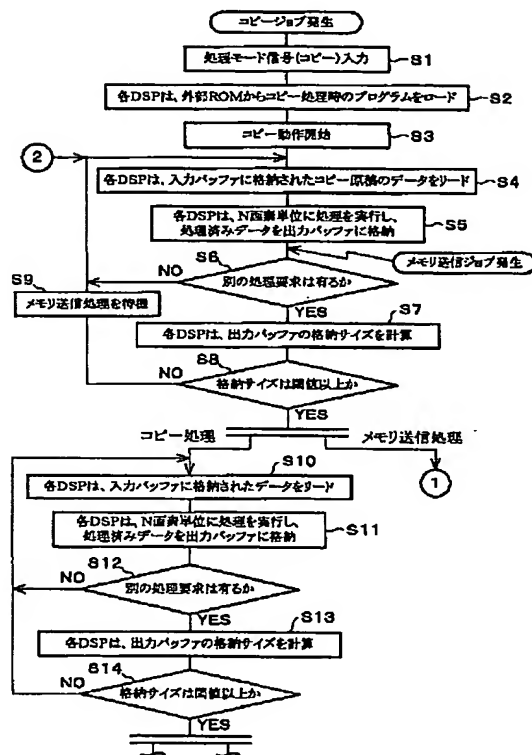 コピージョブ発生
処理モード信号(コピー)入力
S1
各DSPは、外部ROMからコピー処理時のプログラムをロード
S2
コピー動作開始
S3
2
各DSPは、入力バッファに格納されたコピー原稿のデータをリード
S4
各DSPは、N画素単位に処理を実行し、
処理済みデータを出力バッファに格納
S5
メモリ送信ジョブ発生
S6
別の処理要求は有るか
NO
YES
S9
メモリ送信処理を待機
S7
各DSPは、出力バッファの格納サイズを計算
S8
格納サイズは閾値以上か
NO
YES
コピー処理
メモリ送信処理
1
S10
各DSPは、入力バッファに格納されたデータをリード
各DSPは、N画素単位に処理を実行し、
処理済みデータを出力バッファに格納
S11
S12
別の処理要求は有るか
NO
YES
S13
各DSPは、出力バッファの格納サイズを計算
S14
格納サイズは閾値以上か
NO
YES